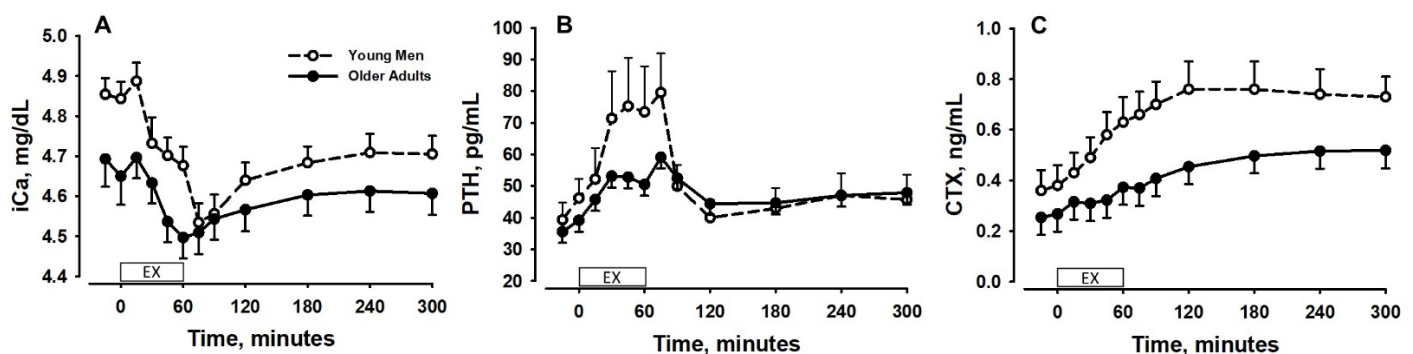 A
iCa, mg/dL
5.0
4.9
4.8
4.7
4.6
4.5
4.4
Young Men
Older Adults
EX
0 60 120 180 240 300
Time, minutes
B
PTH, pg/mL
100
90
80
70
60
50
40
30
20
EX
0 60 120 180 240 300
Time, minutes
C
CTX, ng/mL
1.0
0.8
0.6
0.4
0.2
0.0
EX
0 60 120 180 240 300
Time, minutes